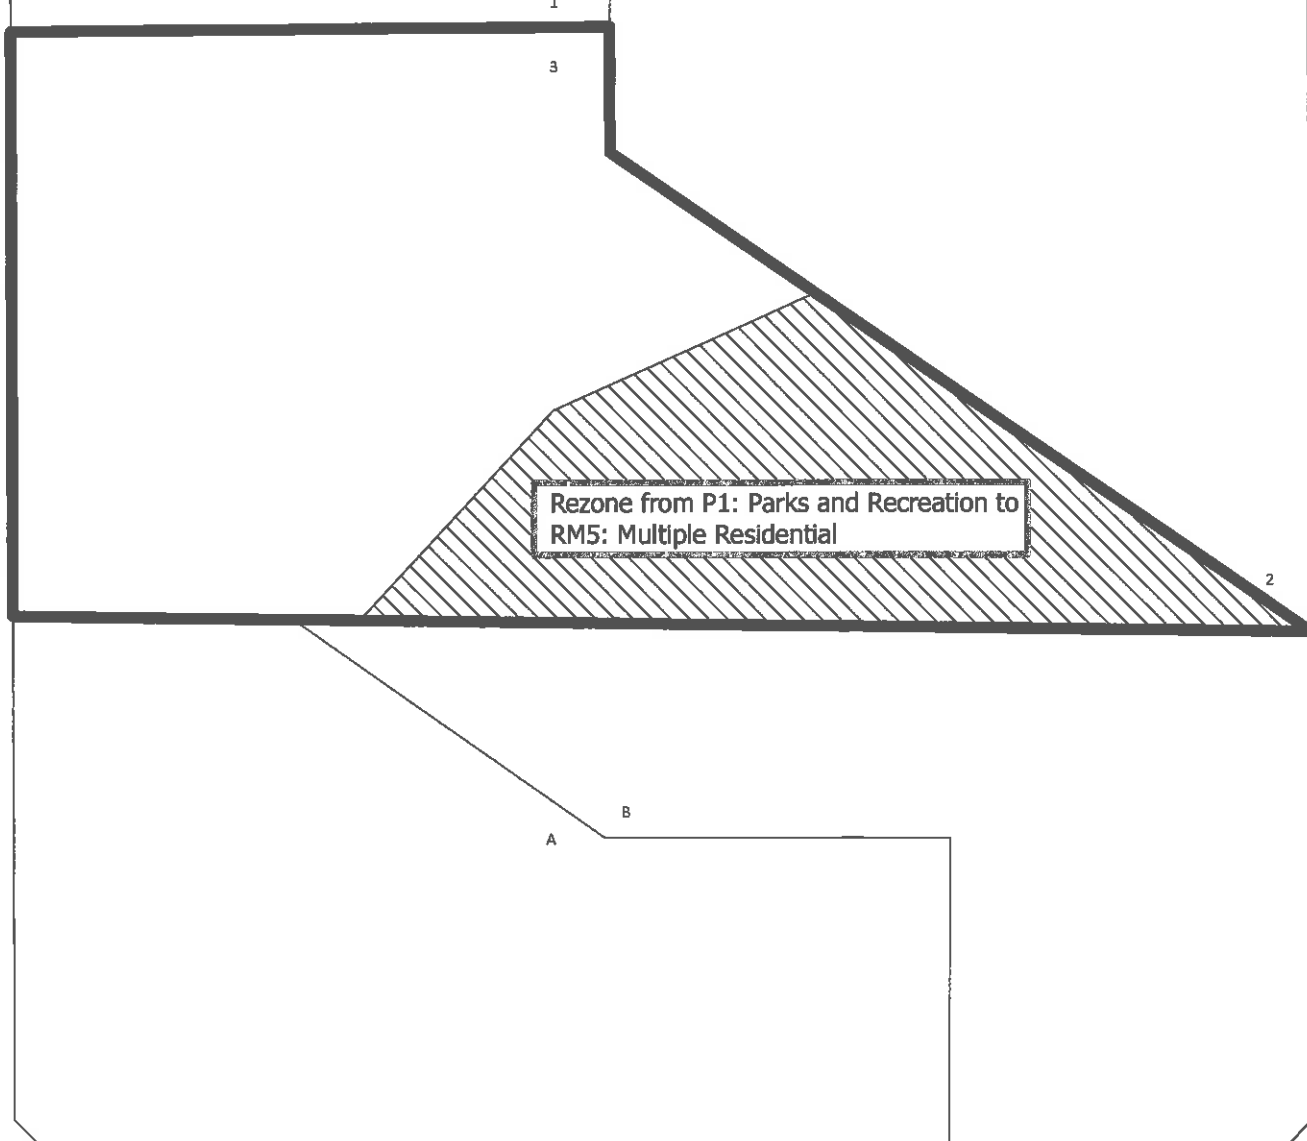 1
3
Rezone from P1: Parks and Recreation to
RM5: Multiple Residential
2
B
A